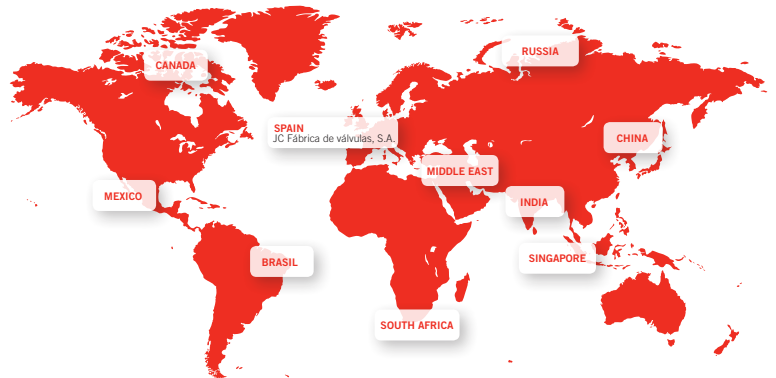 RUSSIA
CANADA
SPAIN
JC Fábrica de válvulas, S.A.
CHINA
MIDDLE EAST
MEXICO
INDIA
BRASIL
SINGAPORE
SOUTH AFRICA